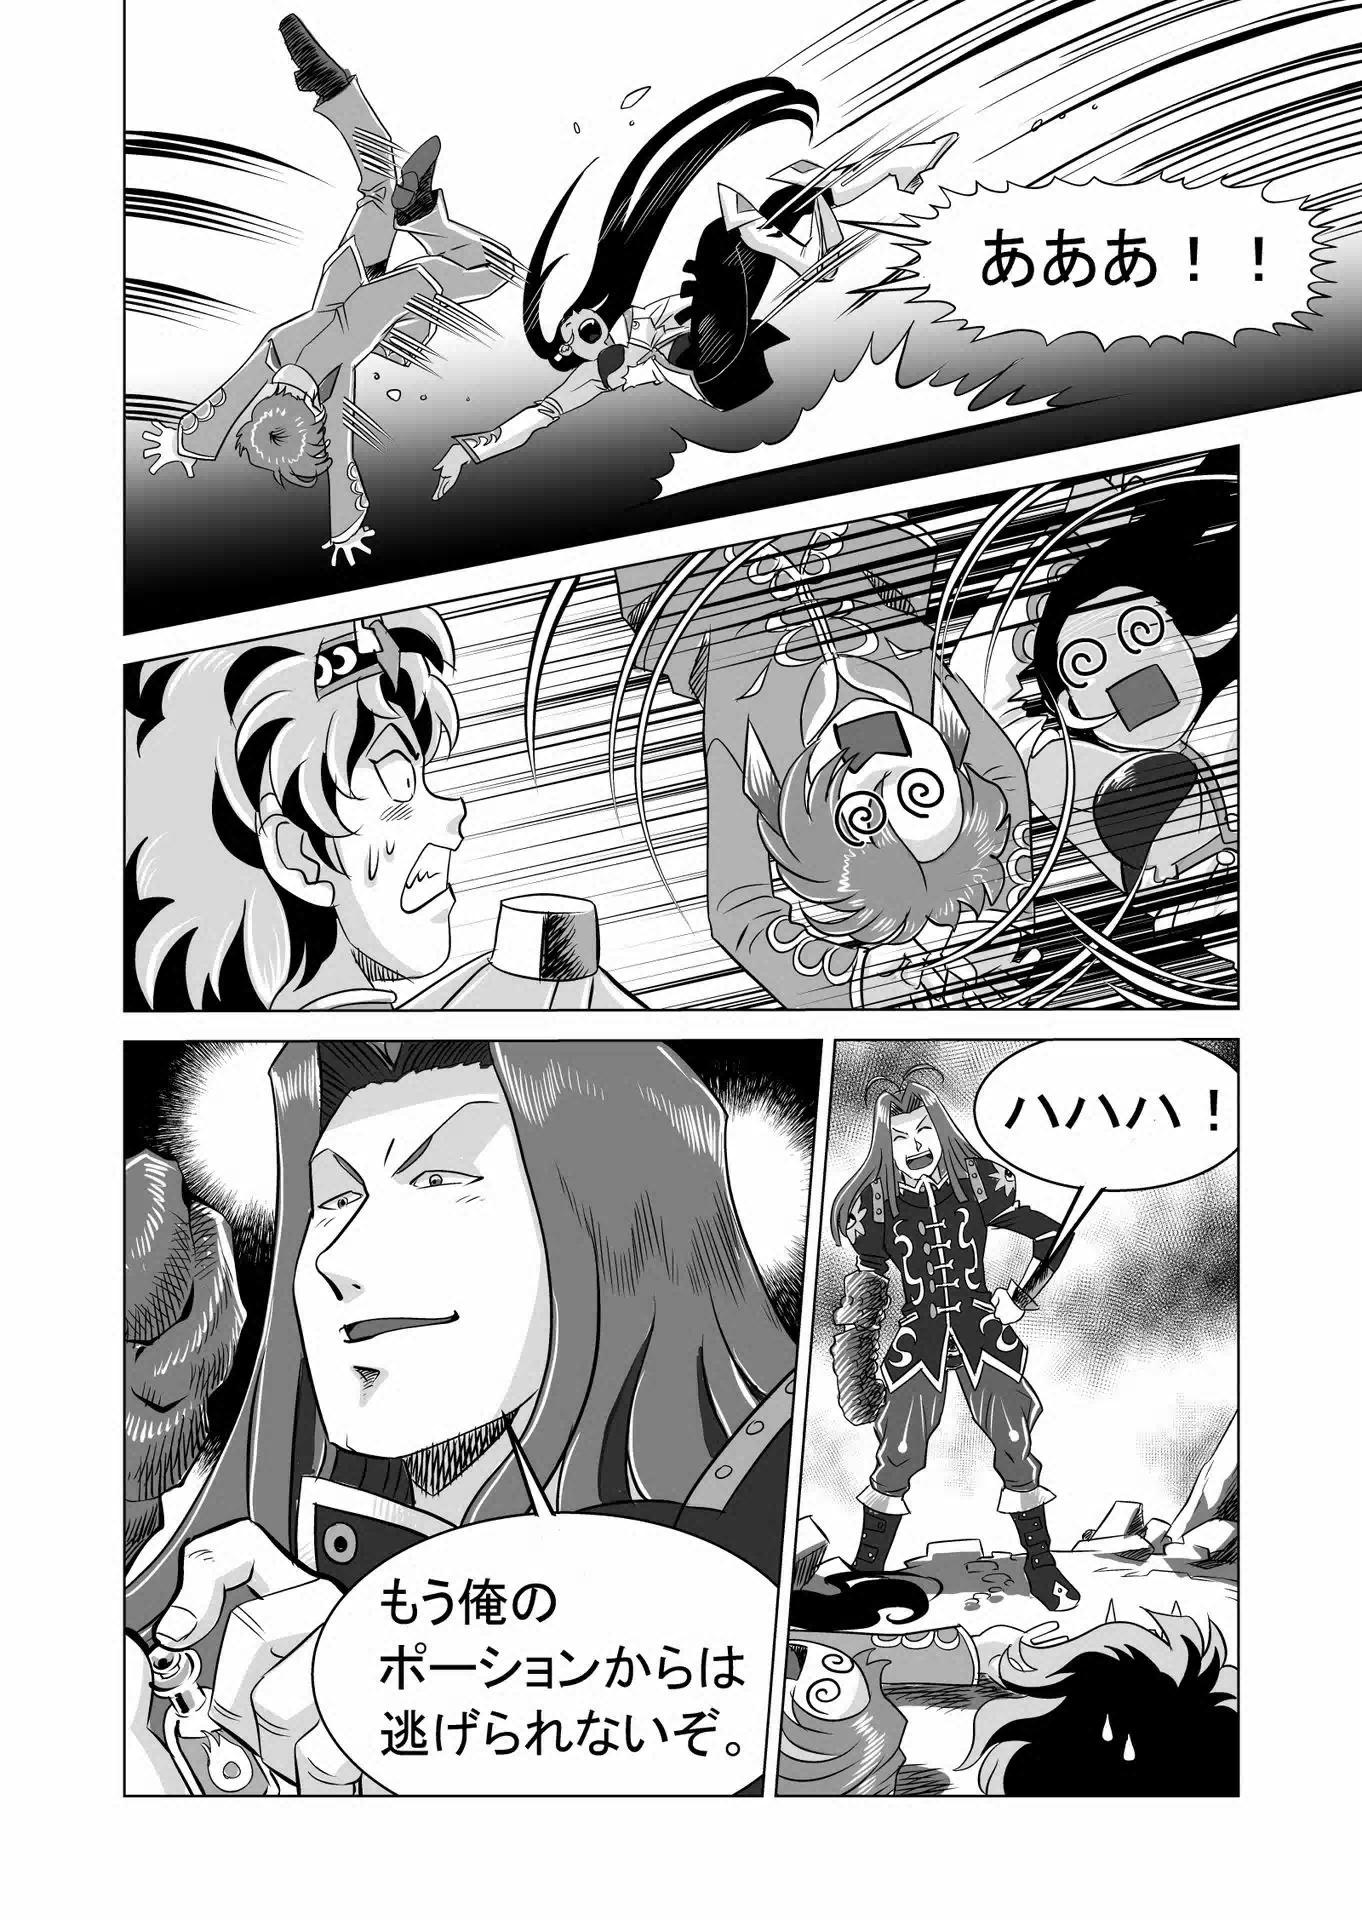 あああ！！
ハハハ！
もう俺の
ポーションからは
逃げられないぞ。